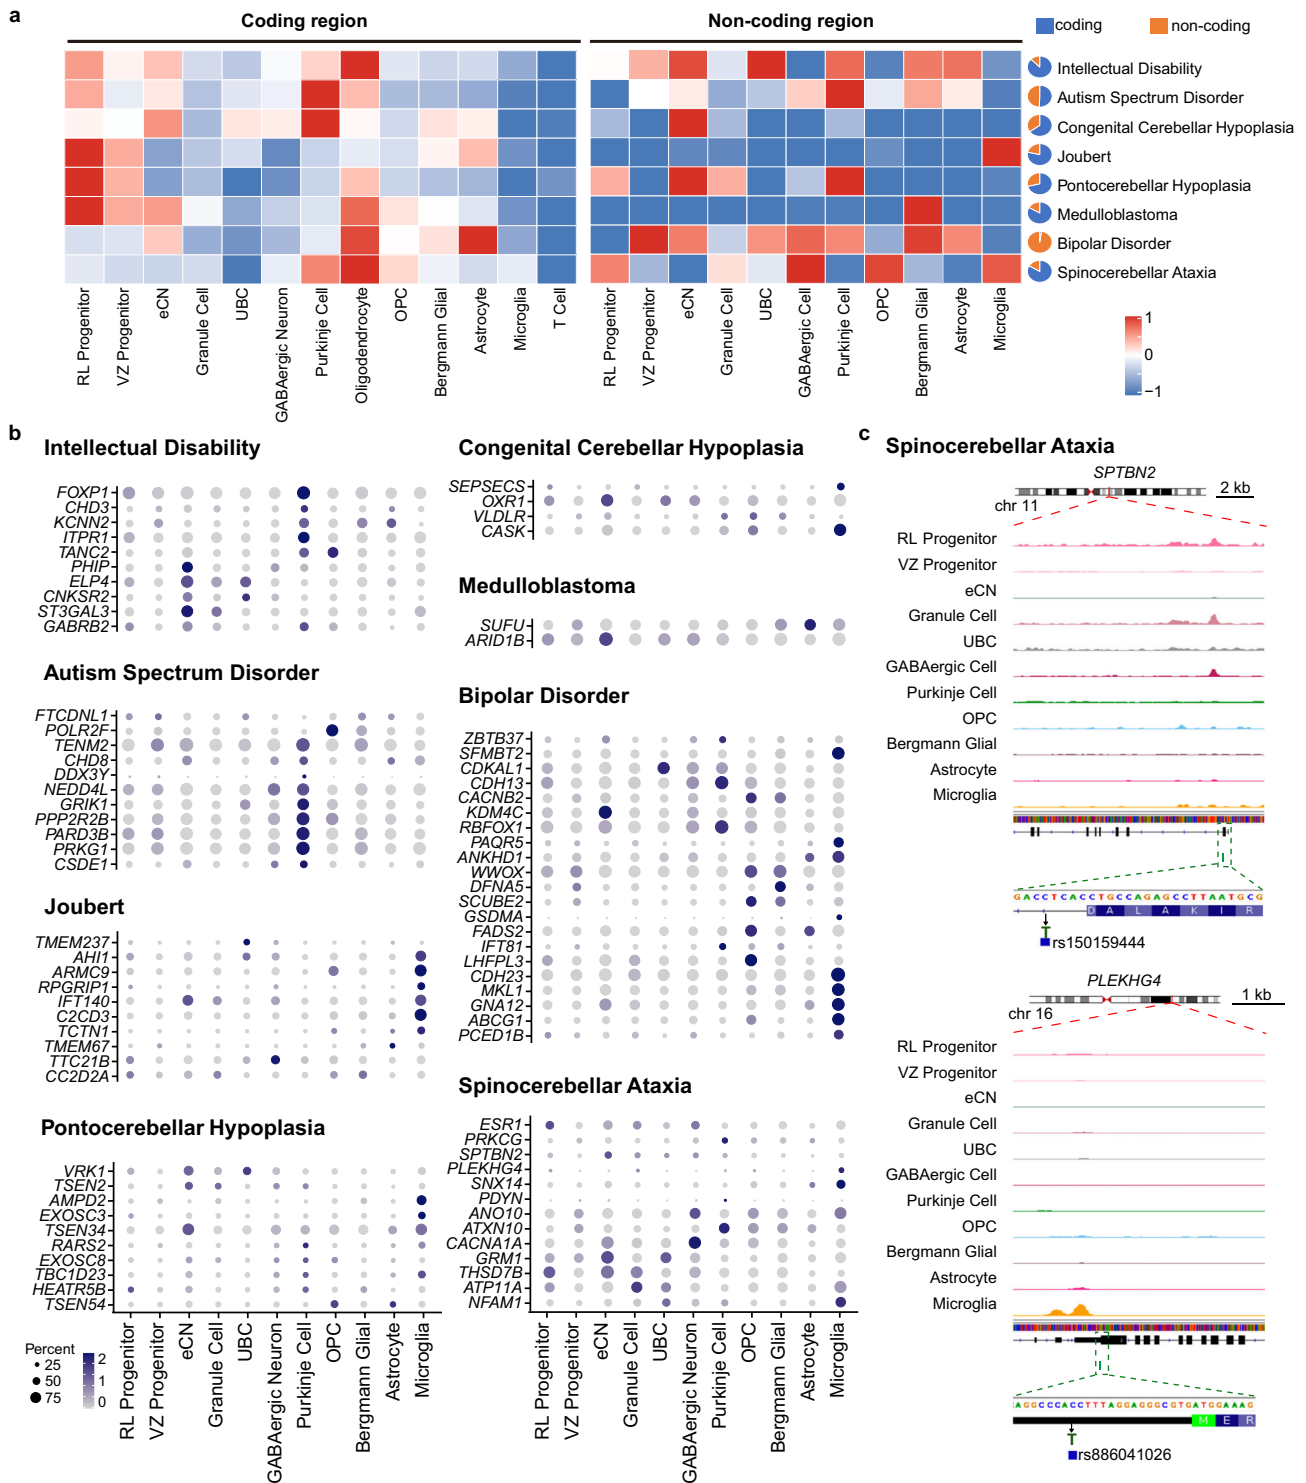 a
Coding region
Non-coding region
coding
non-coding
Intellectual Disability
Autism Spectrum Disorder
Congenital Cerebellar Hypoplasia
Joubert
Pontocerebellar Hypoplasia
Medulloblastoma
Bipolar Disorder
Spinocerebellar Ataxia
RL Progenitor
VZ Progenitor
eCN
Granule Cell
UBC
GABAergic Neuron
Purkinje Cell
Oligodendrocyte
OPC
Bergmann Glial
Astrocyte
Microglia
T Cell
RL Progenitor
VZ Progenitor
eCN
Granule Cell
UBC
GABAergic Cell
Purkinje Cell
OPC
Bergmann Glial
Astrocyte
Microglia
1
0
−1
b
Intellectual Disability
FOXP1
CHD3
KCNN2
ITPR1
TANC2
PHIP
ELP4
CNKSR2
ST3GAL3
GABRB2
Autism Spectrum Disorder
FTCDNL1
POLR2F
TENM2
CHD8
DDX3Y
NEDD4L
GRIK1
PPP2R2B
PARD3B
PRKG1
CSDE1
Joubert
TMEM237
AHI1
ARMC9
RPGRIP1
IFT140
C2CD3
TCTN1
TMEM67
TTC21B
CC2D2A
Pontocerebellar Hypoplasia
VRK1
TSEN2
AMPD2
EXOSC3
TSEN34
RARS2
EXOSC8
TBC1D23
HEATR5B
TSEN54
Percent
25
50
75
2
1
0
RL Progenitor
VZ Progenitor
eCN
Granule Cell
UBC
GABAergic Neuron
Purkinje Cell
OPC
Bergmann Glial
Astrocyte
Microglia
Congenital Cerebellar Hypoplasia
SEPSECS
OXR1
VLDLR
CASK
Medulloblastoma
SUFU
ARID1B
Bipolar Disorder
ZBTB37
SFMBT2
CDKAL1
CDH13
CACNB2
KDM4C
RBFOX1
PAQR5
ANKHD1
WWOX
DFNA5
SCUBE2
GSDMA
FADS2
IFT81
LHFPL3
CDH23
MKL1
GNA12
ABCG1
PCED1B
Spinocerebellar Ataxia
ESR1
PRKCG
SPTBN2
PLEKHG4
SNX14
PDYN
ANO10
ATXN10
CACNA1A
GRM1
THSD7B
ATP11A
NFAM1
RL Progenitor
VZ Progenitor
eCN
Granule Cell
UBC
GABAergic Neuron
Purkinje Cell
OPC
Bergmann Glial
Astrocyte
Microglia
c
Spinocerebellar Ataxia
SPTBN2
chr 11
2 kb
RL Progenitor
VZ Progenitor
eCN
Granule Cell
UBC
GABAergic Cell
Purkinje Cell
OPC
Bergmann Glial
Astrocyte
Microglia
GACCTCACCTGCCAGAGCCTTAATGCG
D A L A K I R
T
rs150159444
PLEKHG4
chr 16
1 kb
RL Progenitor
VZ Progenitor
eCN
Granule Cell
UBC
GABAergic Cell
Purkinje Cell
OPC
Bergmann Glial
Astrocyte
Microglia
AGGCCCACCTTTAGGAGGGCGTGATGGAAAG
M E R
T
rs886041026